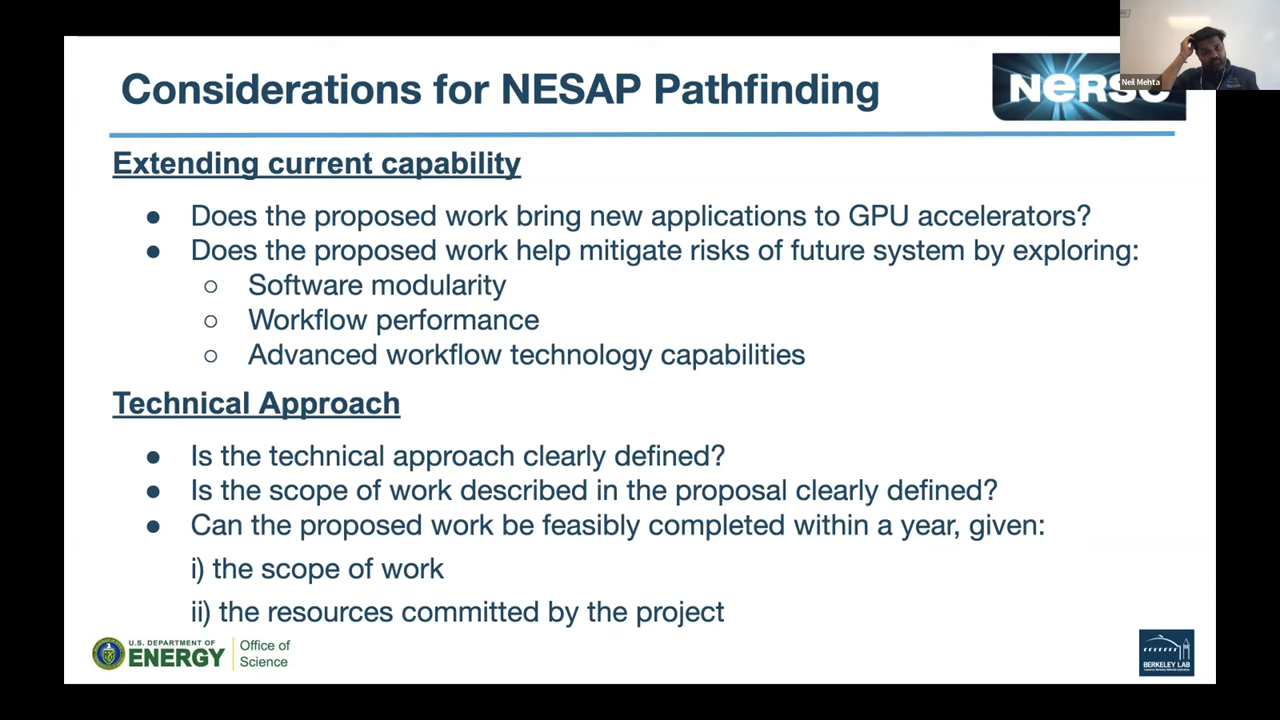 Considerations for NESAP Pathfinding
Neil Mehta
Extending current capability
● Does the proposed work bring new applications to GPU accelerators?
● Does the proposed work help mitigate risks of future system by exploring:
○ Software modularity
○ Workflow performance
○ Advanced workflow technology capabilities
Technical Approach
● Is the technical approach clearly defined?
● Is the scope of work described in the proposal clearly defined?
● Can the proposed work be feasibly completed within a year, given:
i) the scope of work
ii) the resources committed by the project
U.S. DEPARTMENT OF
ENERGY
Office of
Science
BERKELEY LAB